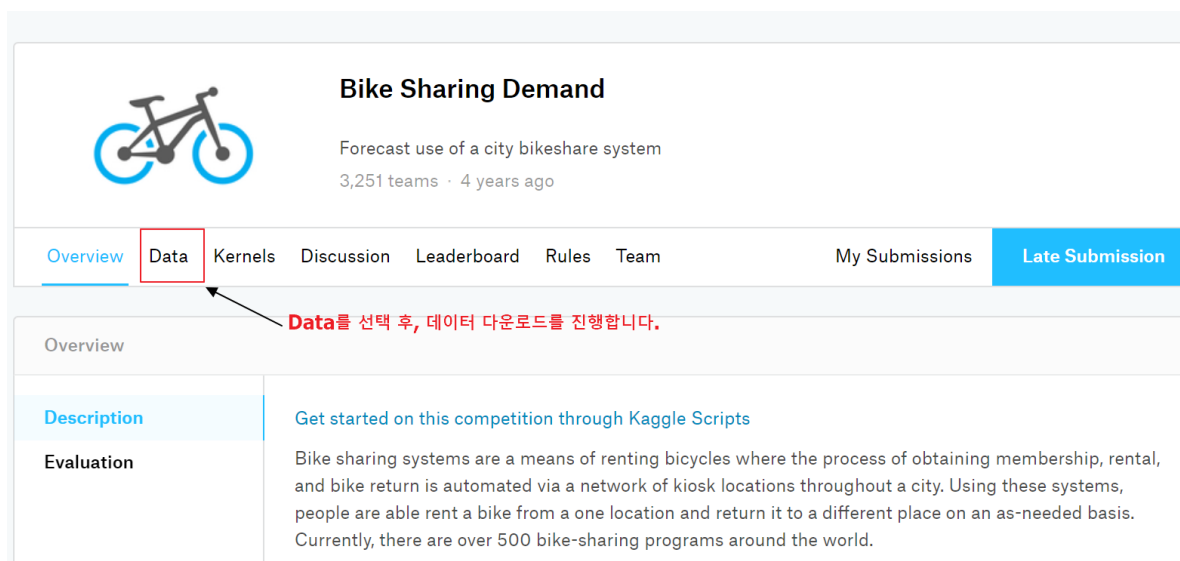 Bike Sharing Demand
Forecast use of a city bikeshare system
3,251 teams · 4 years ago
Overview Data Kernels Discussion Leaderboard Rules Team My Submissions Late Submission
Data를 선택 후, 데이터 다운로드를 진행합니다.
Overview
Description
Get started on this competition through Kaggle Scripts
Evaluation
Bike sharing systems are a means of renting bicycles where the process of obtaining membership, rental,
and bike return is automated via a network of kiosk locations throughout a city. Using these systems,
people are able rent a bike from a one location and return it to a different place on an as-needed basis.
Currently, there are over 500 bike-sharing programs around the world.